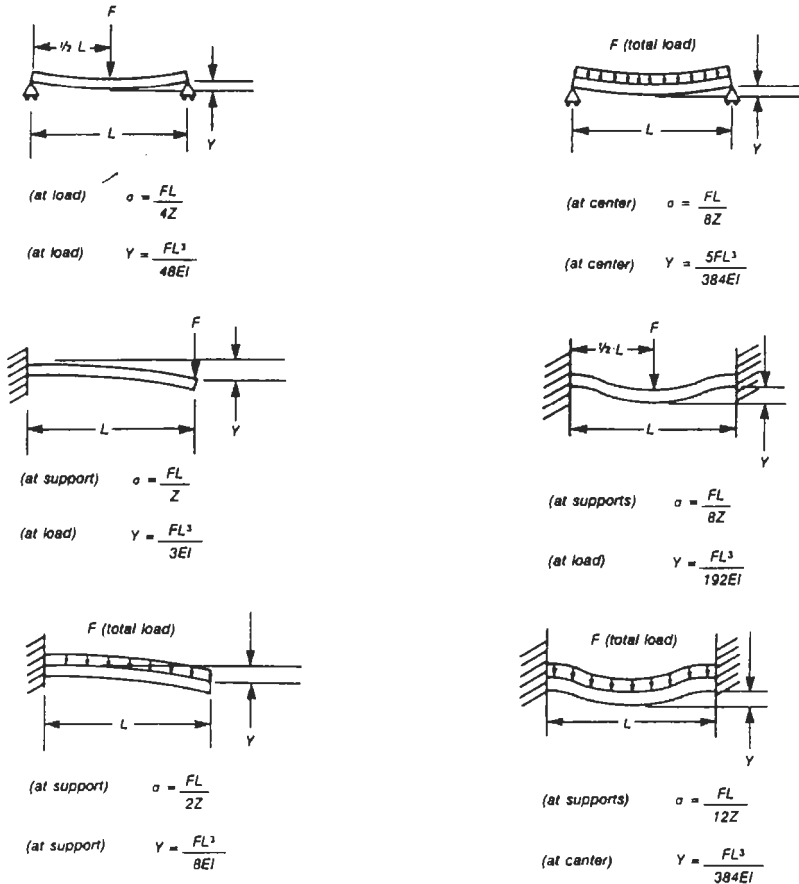 F
½ L
L
Y
(at load) σ = FL/4Z
(at load) Y = FL³/48EI
F (total load)
L
Y
(at center) σ = FL/8Z
(at center) Y = 5FL³/384EI
F
L
Y
(at support) σ = FL/Z
(at load) Y = FL³/3EI
F
½ L
L
Y
(at supports) σ = FL/8Z
(at load) Y = FL³/192EI
F (total load)
L
Y
(at support) σ = FL/2Z
(at support) Y = FL³/8EI
F (total load)
L
Y
(at supports) σ = FL/12Z
(at canter) Y = FL³/384EI